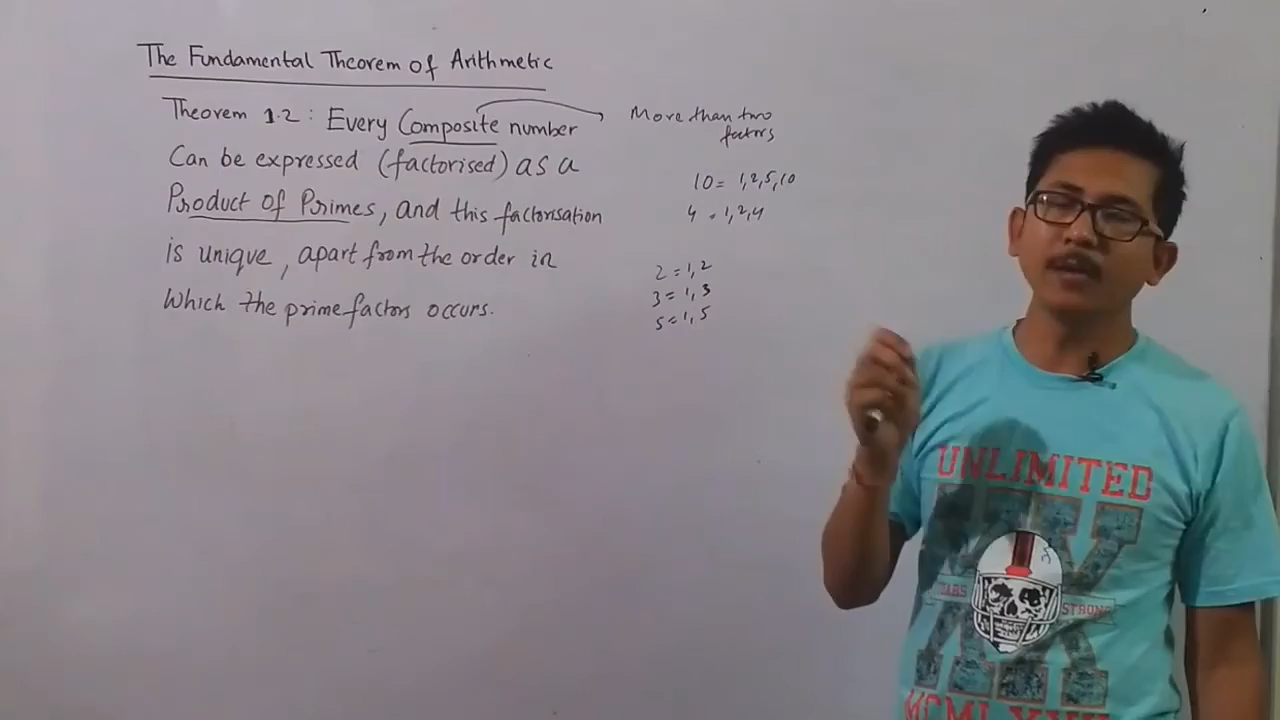 The Fundamental Theorem of Arithmetic
Theorem 1.2 : Every Composite number
Can be expressed (factorised) as a
Product of Primes, and this factorisation
is unique, apart from the order in
Which the prime factors occurs.
More than two
factors
10 = 1, 2, 5, 10
4 = 1, 2, 4
2 = 1, 2
3 = 1, 3
5 = 1, 5
UNLIMITED
STRONG